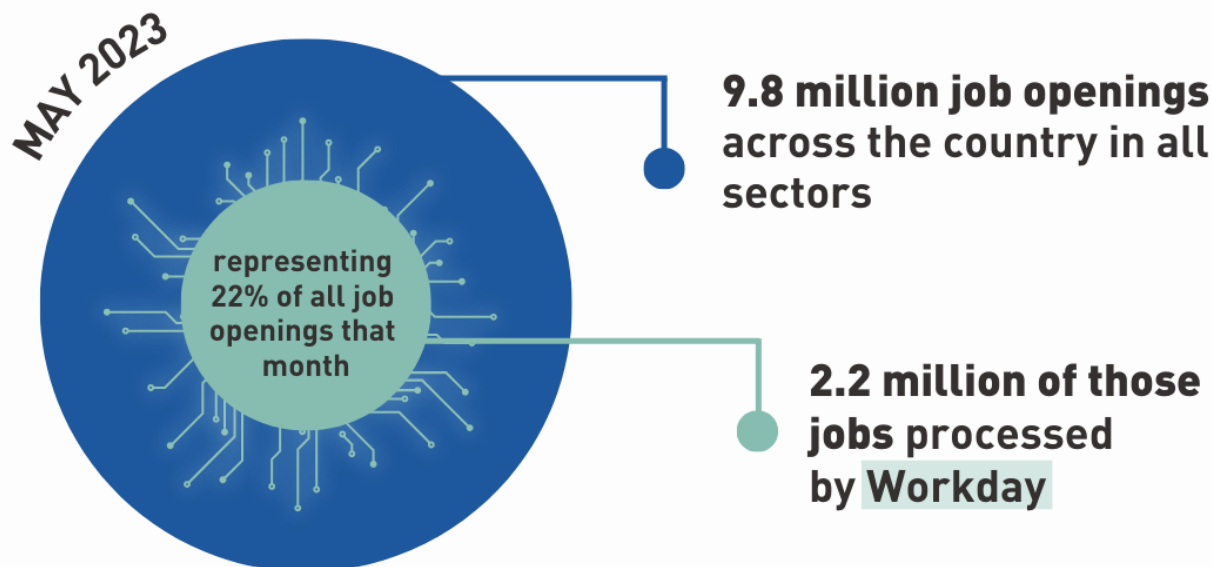 MAY 2023
9.8 million job openings
across the country in all
sectors
representing
22% of all job
openings that
month
2.2 million of those
jobs processed
by Workday